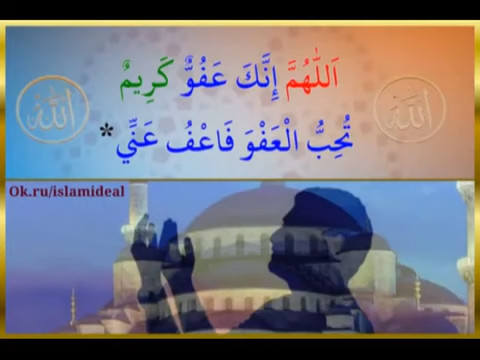 اَللّٰهُمَّ إِنَّكَ عَفُوٌّ كَرِيمٌ
تُحِبُّ الْعَفْوَ فَاعْفُ عَنِّي*
الله
الله
Ok.ru/islamideal